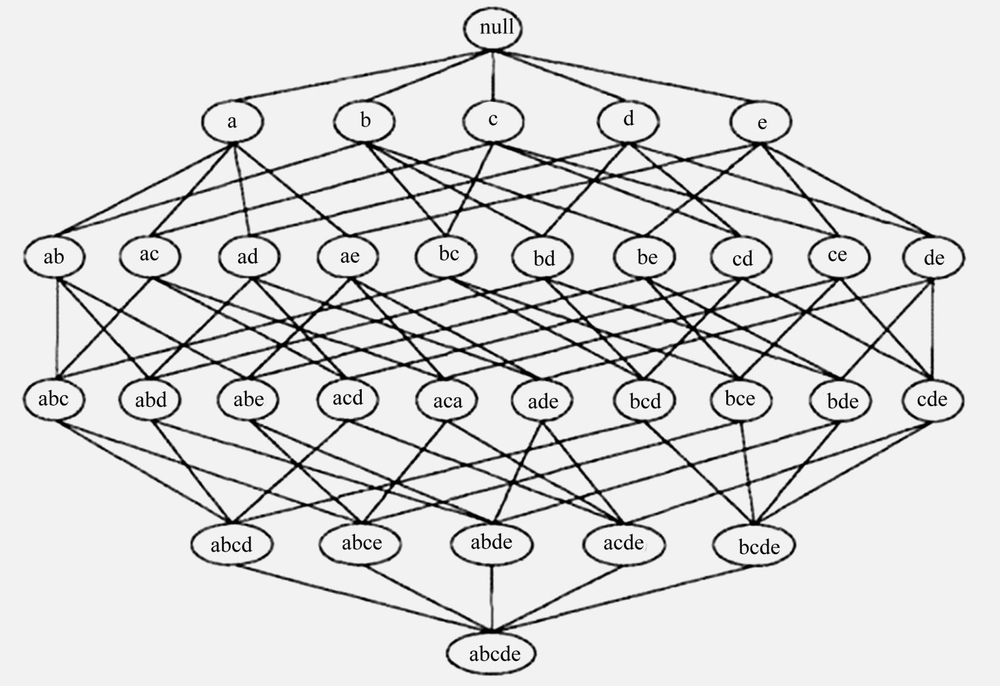 null
a b c d e
ab ac ad ae bc bd be cd ce de
abc abd abe acd aca ade bcd bce bde cde
abcd abce abde acde bcde
abcde